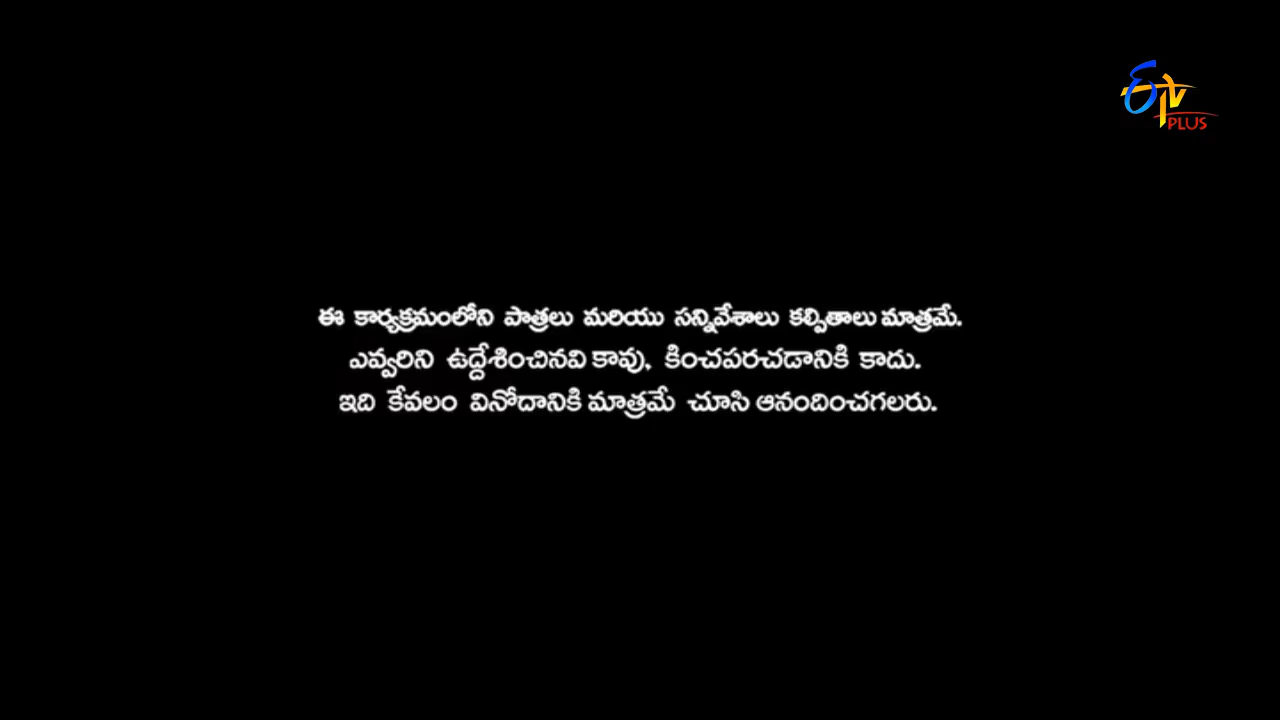 ETV
PLUS
ఈ కార్యక్రమంలోని పాత్రలు మరియు సన్నివేశాలు కల్పితాలు మాత్రమే.
ఎవ్వరిని ఉద్దేశించినవి కావు. కించపరచడానికి కాదు.
ఇది కేవలం వినోదానికి మాత్రమే చూసి ఆనందించగలరు.